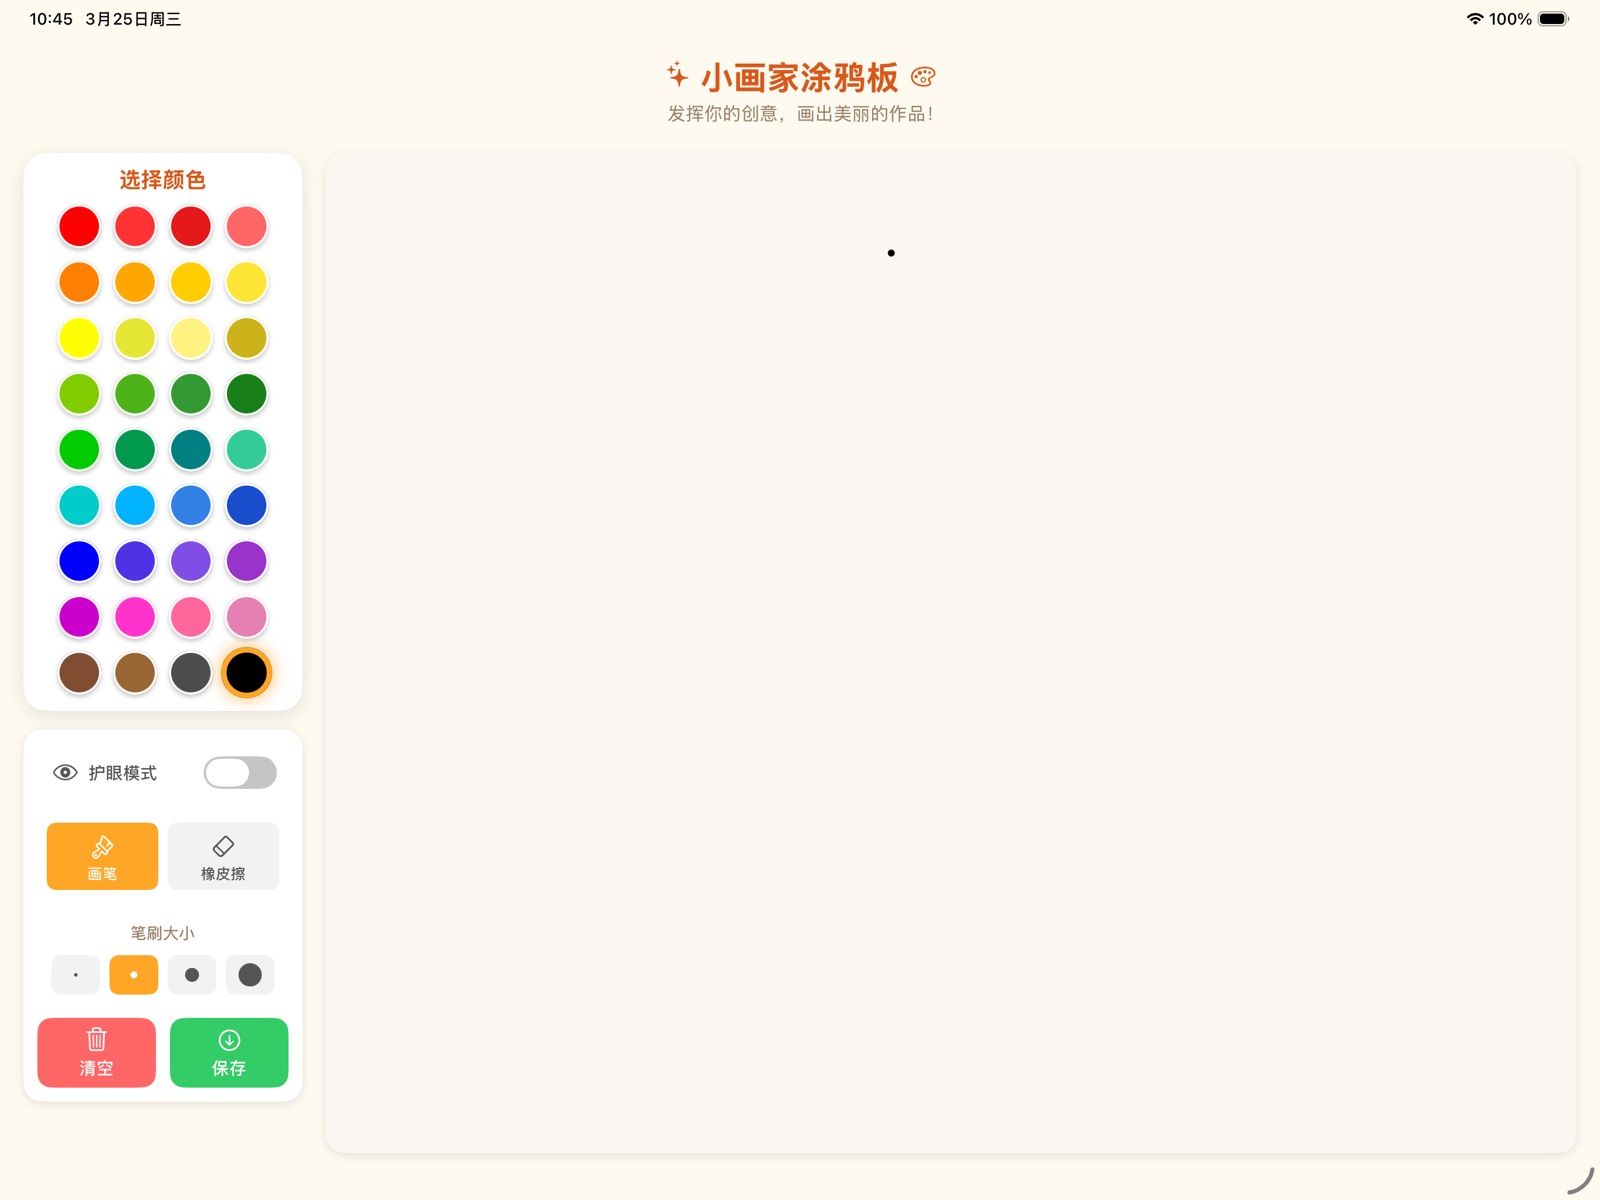 10:45 3月25日周三
100%
小画家涂鸦板
发挥你的创意，画出美丽的作品！
选择颜色
护眼模式
画笔 橡皮擦
笔刷大小
清空 保存